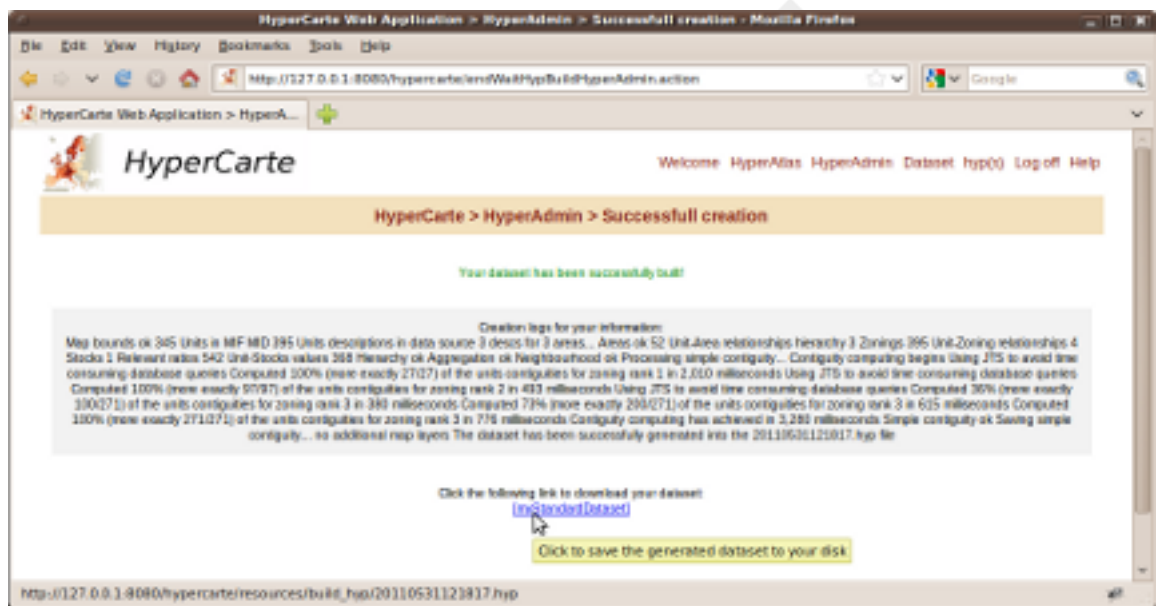 HyperCarte Web Application > HyperAdmin > Successfull creation - Mozilla Firefox
File Edit View History Bookmarks Tools Help
http://127.0.0.1:8080/hypercarte/endWaitHypBuildHyperAdmin.action Google
HyperCarte Web Application > HyperA...
HyperCarte Welcome HyperAtlas HyperAdmin Dataset hyp(s) Log off Help
HyperCarte > HyperAdmin > Successfull creation
Your dataset has been successfully built!
Creation logs for your information:
Map bounds ok 345 Units in MIF MID 395 Units descriptions in data source 3 descs for 3 areas... Areas ok 52 Unit-Area relationships hierarchy 3 Zonings 395 Unit-Zoning relationships 4
Stocks 1 Relevant ratios 542 Unit-Stocks values 368 Hierarchy ok Aggregation ok Neighbourhood ok Processing simple contiguity... Contiguity computing begins Using JTS to avoid time
consuming database queries Computed 100% (more exactly 27/27) of the units contiguities for zoning rank 1 in 2,010 milliseconds Using JTS to avoid time consuming database queries
Computed 100% (more exactly 97/97) of the units contiguities for zoning rank 2 in 493 milliseconds Using JTS to avoid time consuming database queries Computed 36% (more exactly
100/271) of the units contiguities for zoning rank 3 in 380 milliseconds Computed 73% (more exactly 200/271) of the units contiguities for zoning rank 3 in 615 milliseconds Computed
100% (more exactly 271/271) of the units contiguities for zoning rank 3 in 776 milliseconds Contiguity computing has achieved in 3,280 milliseconds Simple contiguity ok Saving simple
contiguity... no additional map layers The dataset has been successfully generated into the 20110531121817.hyp file
Click the following link to download your dataset:
[myStandardDataset]
Click to save the generated dataset to your disk
http://127.0.0.1:8080/hypercarte/resources/build_hyp/20110531121817.hyp